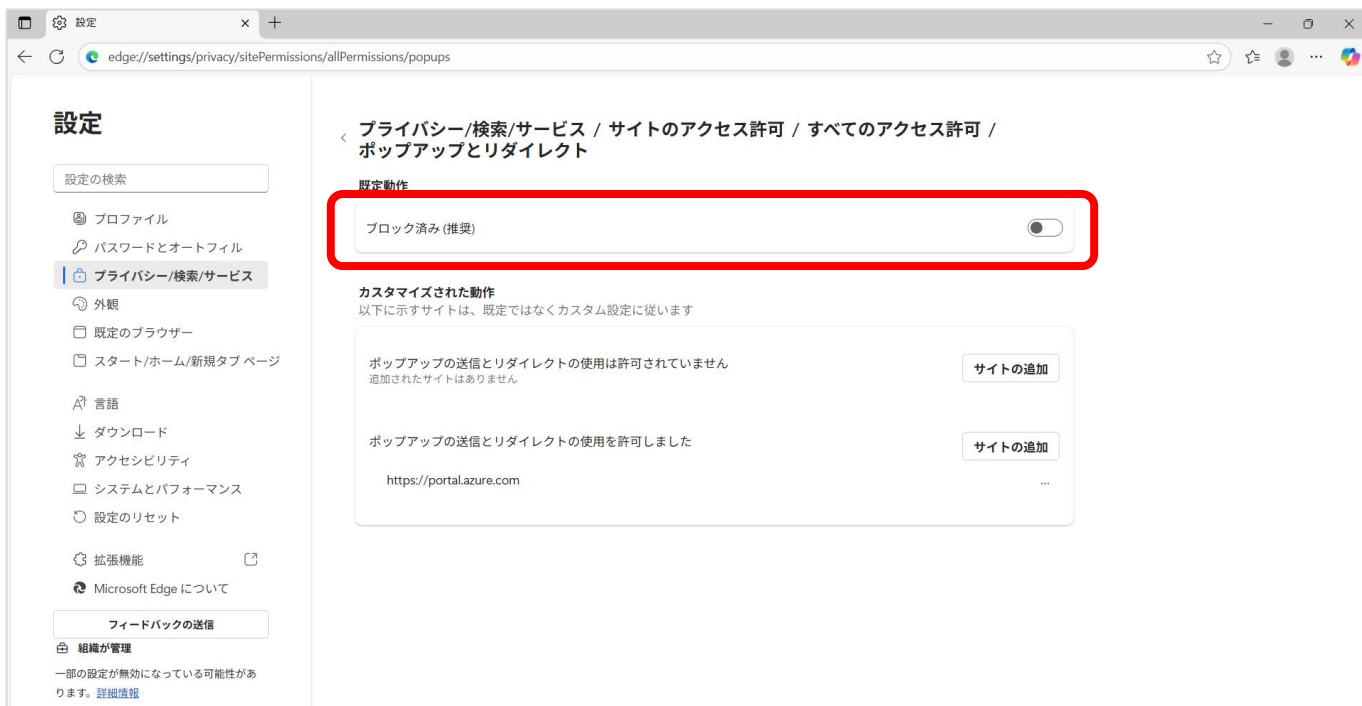 設定
edge://settings/privacy/sitePermissions/allPermissions/popups
設定
設定の検索
プロファイル
パスワードとオートフィル
プライバシー/検索/サービス
外観
既定のブラウザー
スタート/ホーム/新規タブ ページ
言語
ダウンロード
アクセシビリティ
システムとパフォーマンス
設定のリセット
拡張機能
Microsoft Edge について
フィードバックの送信
組織が管理
一部の設定が無効になっている可能性があ
ります。詳細情報
プライバシー/検索/サービス / サイトのアクセス許可 / すべてのアクセス許可 /
ポップアップとリダイレクト
既定動作
ブロック済み (推奨)
カスタマイズされた動作
以下に示すサイトは、既定ではなくカスタム設定に従います
ポップアップの送信とリダイレクトの使用は許可されていません
追加されたサイトはありません
サイトの追加
ポップアップの送信とリダイレクトの使用を許可しました
サイトの追加
https://portal.azure.com
...